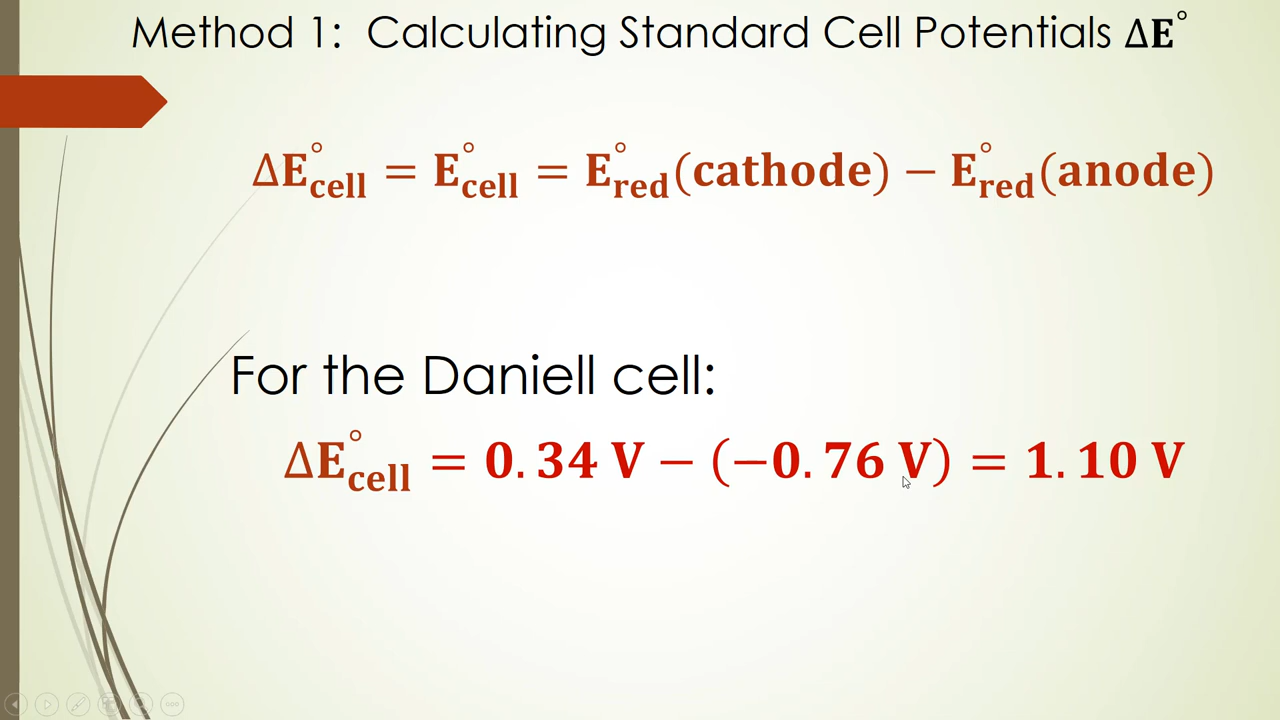 Method 1: Calculating Standard Cell Potentials ΔE°
ΔE°cell = E°cell = E°red(cathode) − E°red(anode)
For the Daniell cell:
ΔE°cell = 0.34 V − (−0.76 V) = 1.10 V